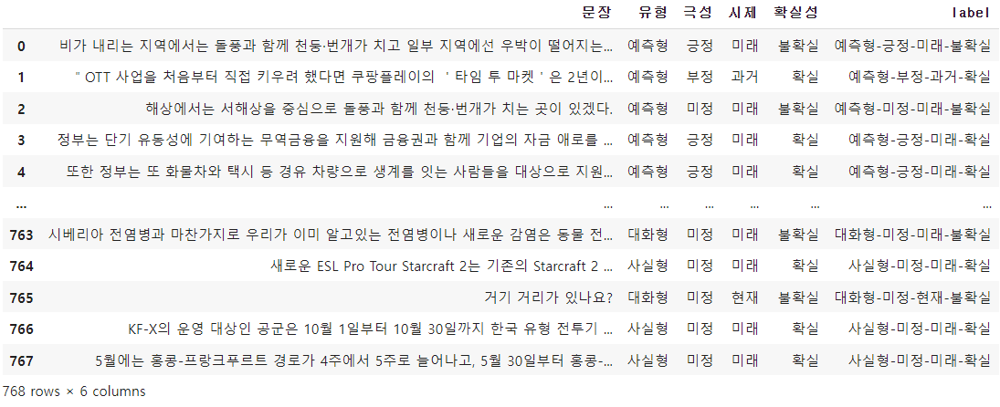 문장 유형 극성 시제 확실성 label
0 비가 내리는 지역에서는 돌풍과 함께 천둥·번개가 치고 일부 지역에선 우박이 떨어지는... 예측형 긍정 미래 불확실 예측형-긍정-미래-불확실
1 " OTT 사업을 처음부터 직접 키우려 했다면 쿠팡플레이의 ' 타임 투 마켓 ' 은 2년이... 예측형 부정 과거 확실 예측형-부정-과거-확실
2 해상에서는 서해상을 중심으로 돌풍과 함께 천둥·번개가 치는 곳이 있겠다. 예측형 미정 미래 불확실 예측형-미정-미래-불확실
3 정부는 단기 유동성에 기여하는 무역금융을 지원해 금융권과 함께 기업의 자금 애로를 ... 예측형 긍정 미래 확실 예측형-긍정-미래-확실
4 또한 정부는 또 화물차와 택시 등 경유 차량으로 생계를 잇는 사람들을 대상으로 지원... 예측형 긍정 미래 확실 예측형-긍정-미래-확실
... ... ... ... ... ... ...
763 시베리아 전염병과 마찬가지로 우리가 이미 알고있는 전염병이나 새로운 감염은 동물 전... 대화형 미정 미래 불확실 대화형-미정-미래-불확실
764 새로운 ESL Pro Tour Starcraft 2는 기존의 Starcraft 2 ... 사실형 미정 미래 확실 사실형-미정-미래-확실
765 거기 거리가 있나요? 대화형 미정 현재 불확실 대화형-미정-현재-불확실
766 KF-X의 운영 대상인 공군은 10월 1일부터 10월 30일까지 한국 유형 전투기 ... 사실형 미정 미래 확실 사실형-미정-미래-확실
767 5월에는 홍콩-프랑크푸르트 경로가 4주에서 5주로 늘어나고, 5월 30일부터 홍콩-... 사실형 미정 미래 확실 사실형-미정-미래-확실
768 rows × 6 columns